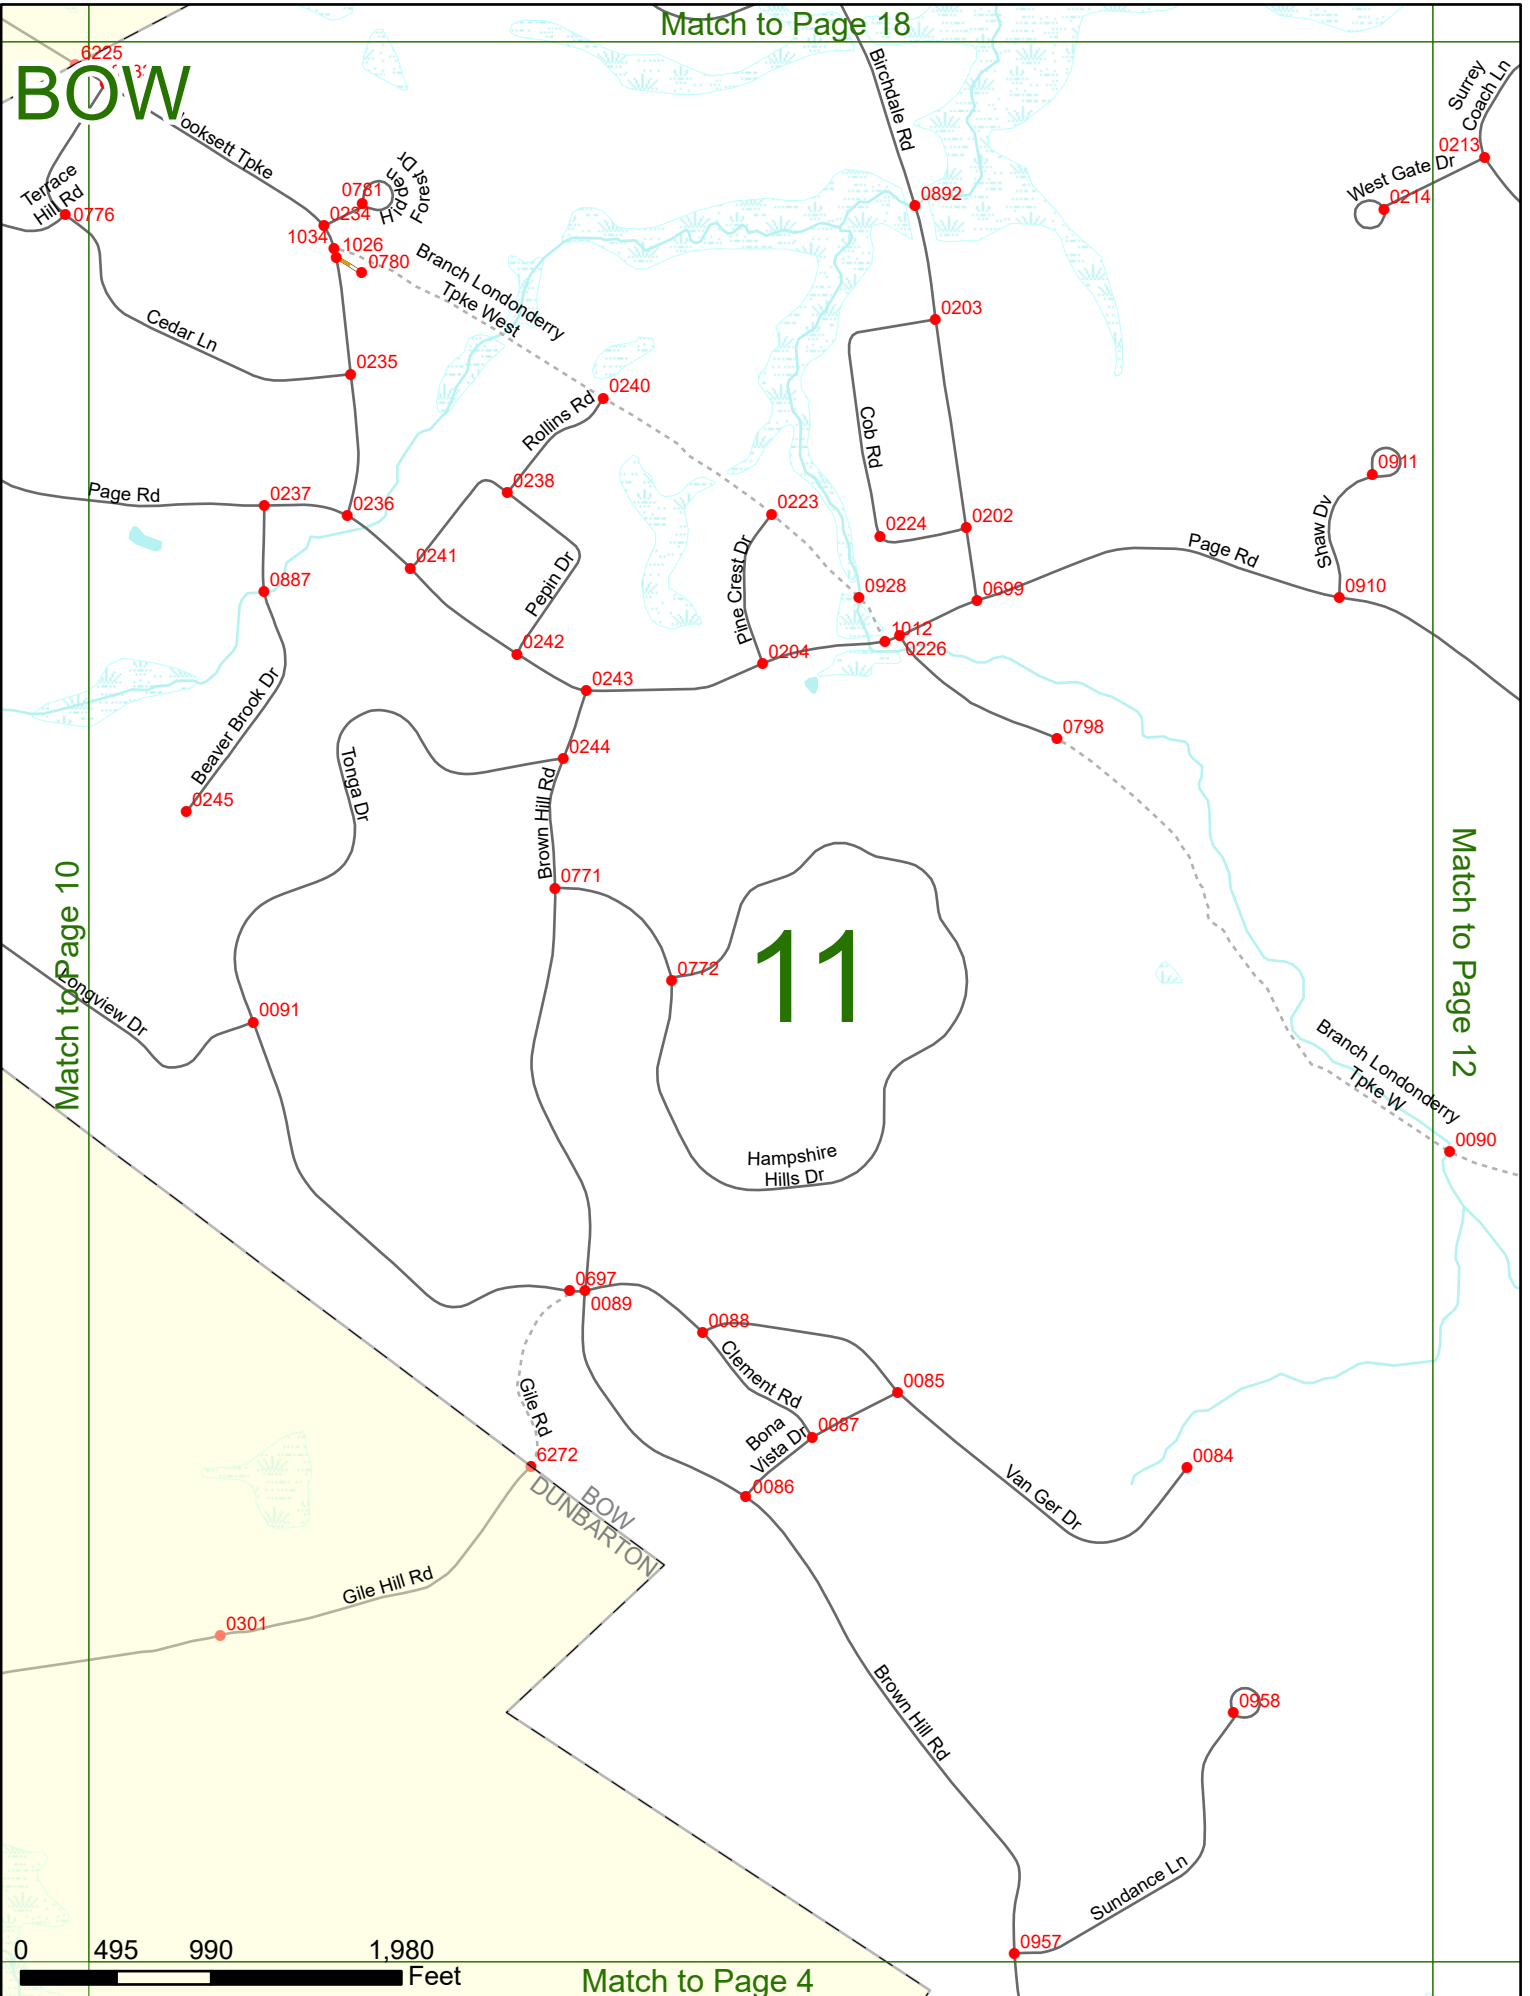 Match to Page 18
6225
BOW
Birchdale Rd
Surrey
Coach Ln
0213
ooksett Tpke
West Gate Dr
0214
Terrace
Hill Rd
0776
0781
Hidden
Forest Dr
0234
0892
1034
1026
0780
Branch Londonderry
Tpke West
0203
Cedar Ln
0235
0240
Rollins Rd
Cob Rd
0911
Page Rd
0237
0236
0238
0223
0224
0202
Shaw Dv
Page Rd
0241
Pepin Dr
Pine Crest Dr
0887
0928
0699
0910
0242
0204
1012
0226
Beaver Brook Dr
0243
0244
0798
Tonga Dr
0245
Brown Hill Rd
Match to Page 10
Match to Page 12
0771
0772
11
Longview Dr
0091
Branch Londonderry
Tpke W
0090
Hampshire
Hills Dr
0697
0089
0088
Clement Rd
0085
Gile Rd
Bona
Vista Dr
0087
6272
0084
BOW
DUNBARTON
0086
Van Ger Dr
Gile Hill Rd
0301
Brown Hill Rd
0958
Sundance Ln
0957
0 495 990 1,980
Feet
Match to Page 4